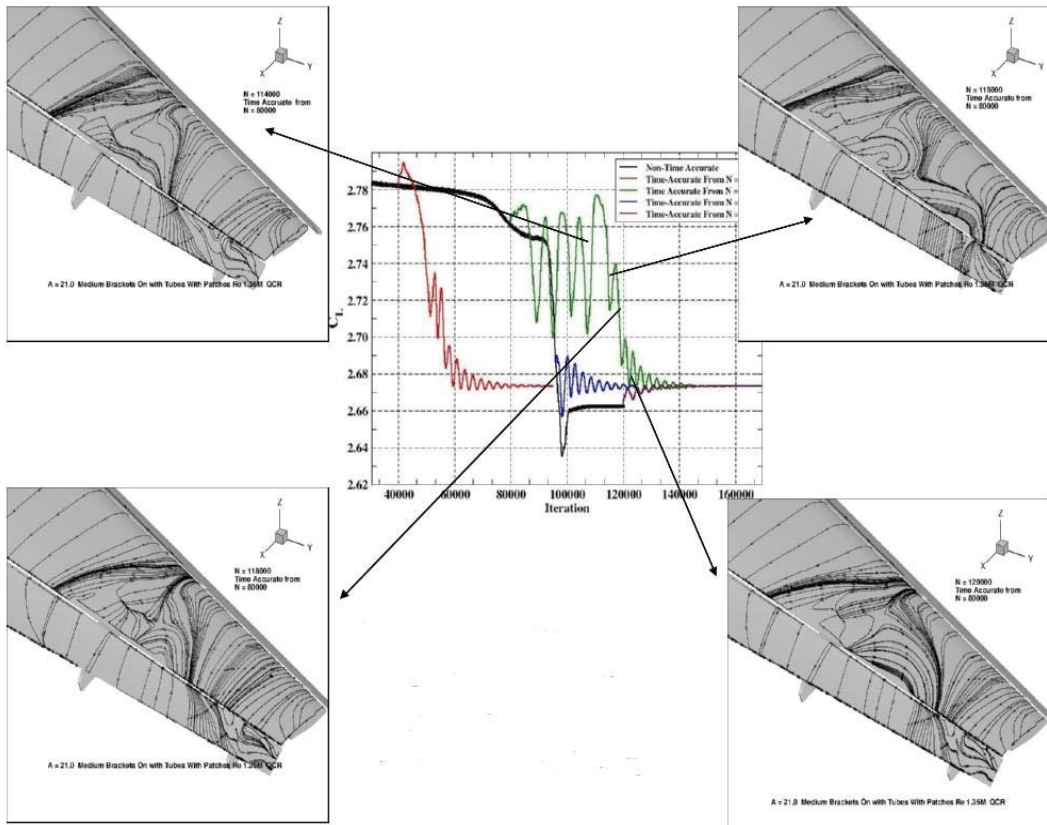 Z
X
Y
N = 114000
Time Accurate from
N = 80000
A = 21.0 Medium Brackets On with Tubes With Patches Re 1.35M QCR
Z
X
Y
N = 116000
Time Accurate from
N = 80000
A = 21.0 Medium Brackets On with Tubes With Patches Re 1.35M QCR
Non-Time Accurate
Time-Accurate From N =
Time Accurate From N =
Time-Accurate From N =
Time-Accurate From N =
2.78
2.76
2.74
2.72
2.70
2.68
2.66
2.64
2.62
CL
40000 60000 80000 100000 120000 140000 160000
Iteration
Z
X
Y
N = 118000
Time Accurate from
N = 80000
A = 21.0 Medium Brackets On with Tubes With Patches Re 1.35M QCR
Z
X
Y
N = 120000
Time Accurate from
N = 80000
A = 21.0 Medium Brackets On with Tubes With Patches Re 1.35M QCR